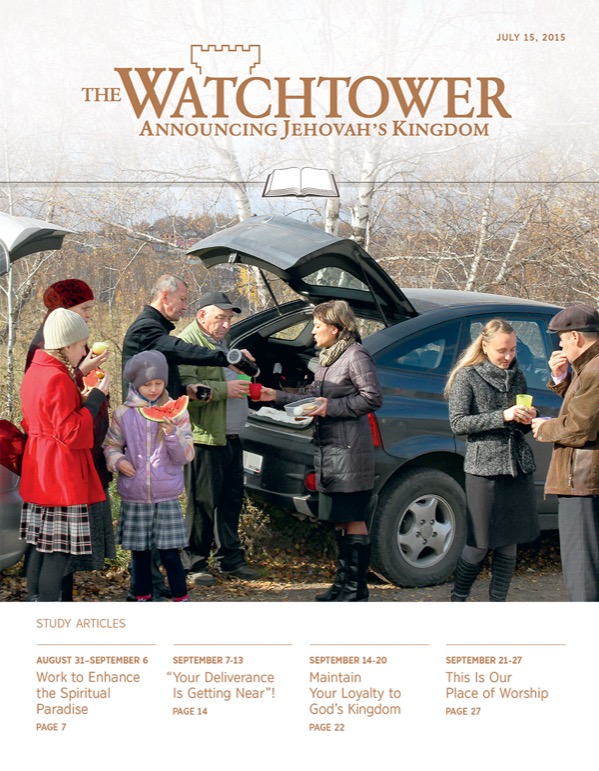 JULY 15, 2015
THE WATCHTOWER
ANNOUNCING JEHOVAH'S KINGDOM
STUDY ARTICLES
AUGUST 31–SEPTEMBER 6
Work to Enhance
the Spiritual
Paradise
PAGE 7
SEPTEMBER 7-13
“Your Deliverance
Is Getting Near”!
PAGE 14
SEPTEMBER 14-20
Maintain
Your Loyalty to
God’s Kingdom
PAGE 22
SEPTEMBER 21-27
This Is Our
Place of Worship
PAGE 27